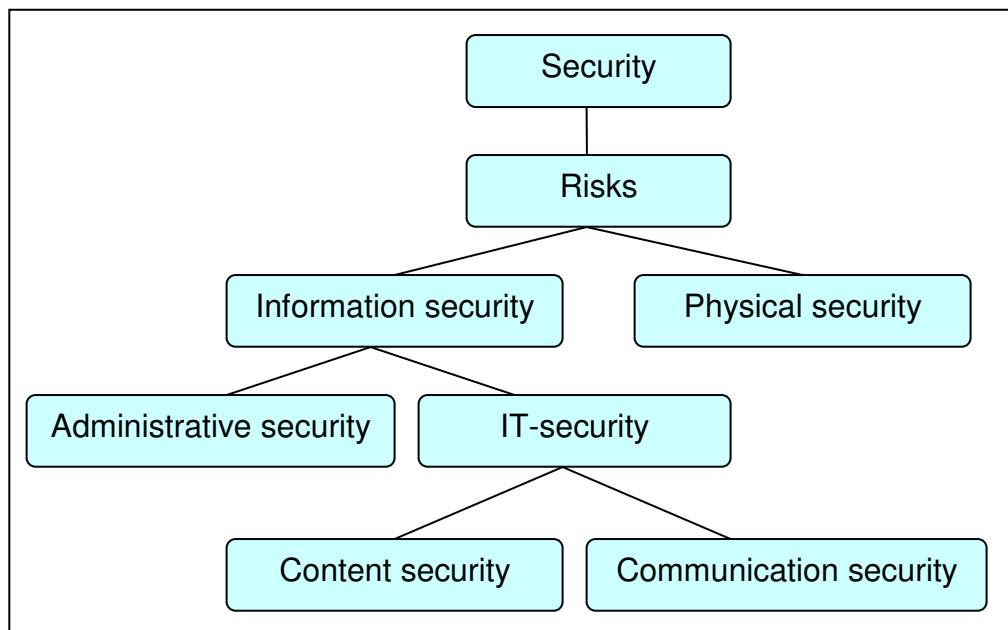 Security
Risks
Information security
Physical security
Administrative security
IT-security
Content security
Communication security